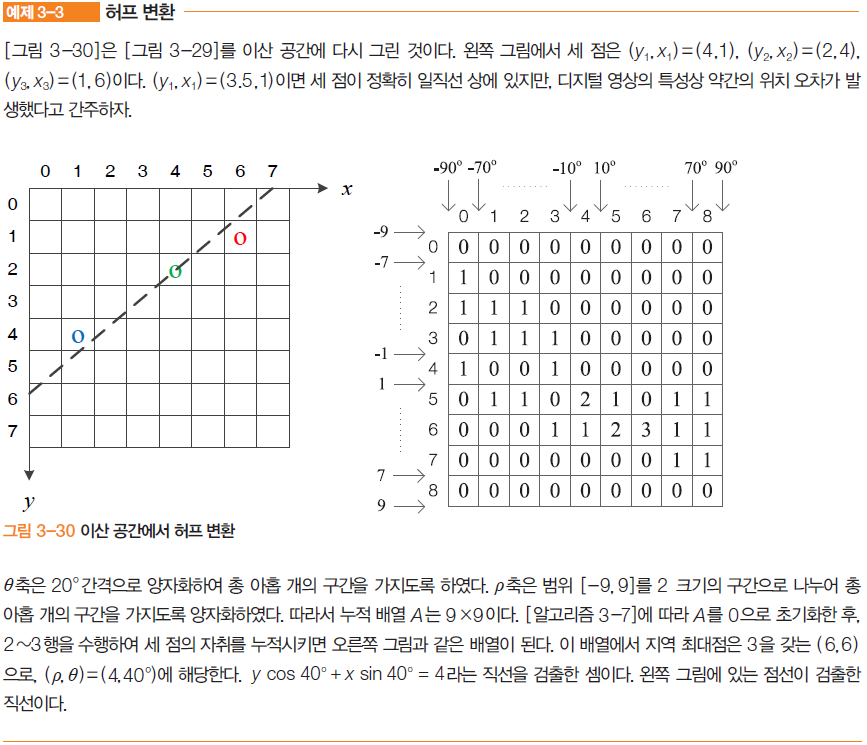 예제 3-3 허프 변환
[그림 3-30]은 [그림 3-29]를 이산 공간에 다시 그린 것이다. 왼쪽 그림에서 세 점은 (y₁, x₁)=(4,1), (y₂, x₂)=(2,4),
(y₃, x₃)=(1,6)이다. (y₁, x₁)=(3.5,1)이면 세 점이 정확히 일직선 상에 있지만, 디지털 영상의 특성상 약간의 위치 오차가 발
생했다고 간주하자.
0 1 2 3 4 5 6 7
x
0
1
2
3
4
5
6
7
y
-90° -70° ········· -10° 10° ········· 70° 90°
0 1 2 3 4 5 6 7 8
-9
0 0 0 0 0 0 0 0 0 0
-7
1 1 0 0 0 0 0 0 0 0
2 1 1 1 0 0 0 0 0 0
3 0 1 1 1 0 0 0 0 0
-1
4 1 0 0 1 0 0 0 0 0
1
5 0 1 1 0 2 1 0 1 1
6 0 0 0 1 1 2 3 1 1
7 0 0 0 0 0 0 0 1 1
7
8 0 0 0 0 0 0 0 0 0
9
그림 3-30 이산 공간에서 허프 변환
θ축은 20° 간격으로 양자화하여 총 아홉 개의 구간을 가지도록 하였다. ρ축은 범위 [-9, 9]를 2 크기의 구간으로 나누어 총
아홉 개의 구간을 가지도록 양자화하였다. 따라서 누적 배열 A는 9×9이다. [알고리즘 3-7]에 따라 A를 0으로 초기화한 후,
2~3행을 수행하여 세 점의 자취를 누적시키면 오른쪽 그림과 같은 배열이 된다. 이 배열에서 지역 최대점은 3을 갖는 (6,6)
으로, (ρ, θ)=(4,40°)에 해당한다. y cos 40° + x sin 40° = 4라는 직선을 검출한 셈이다. 왼쪽 그림에 있는 점선이 검출한
직선이다.